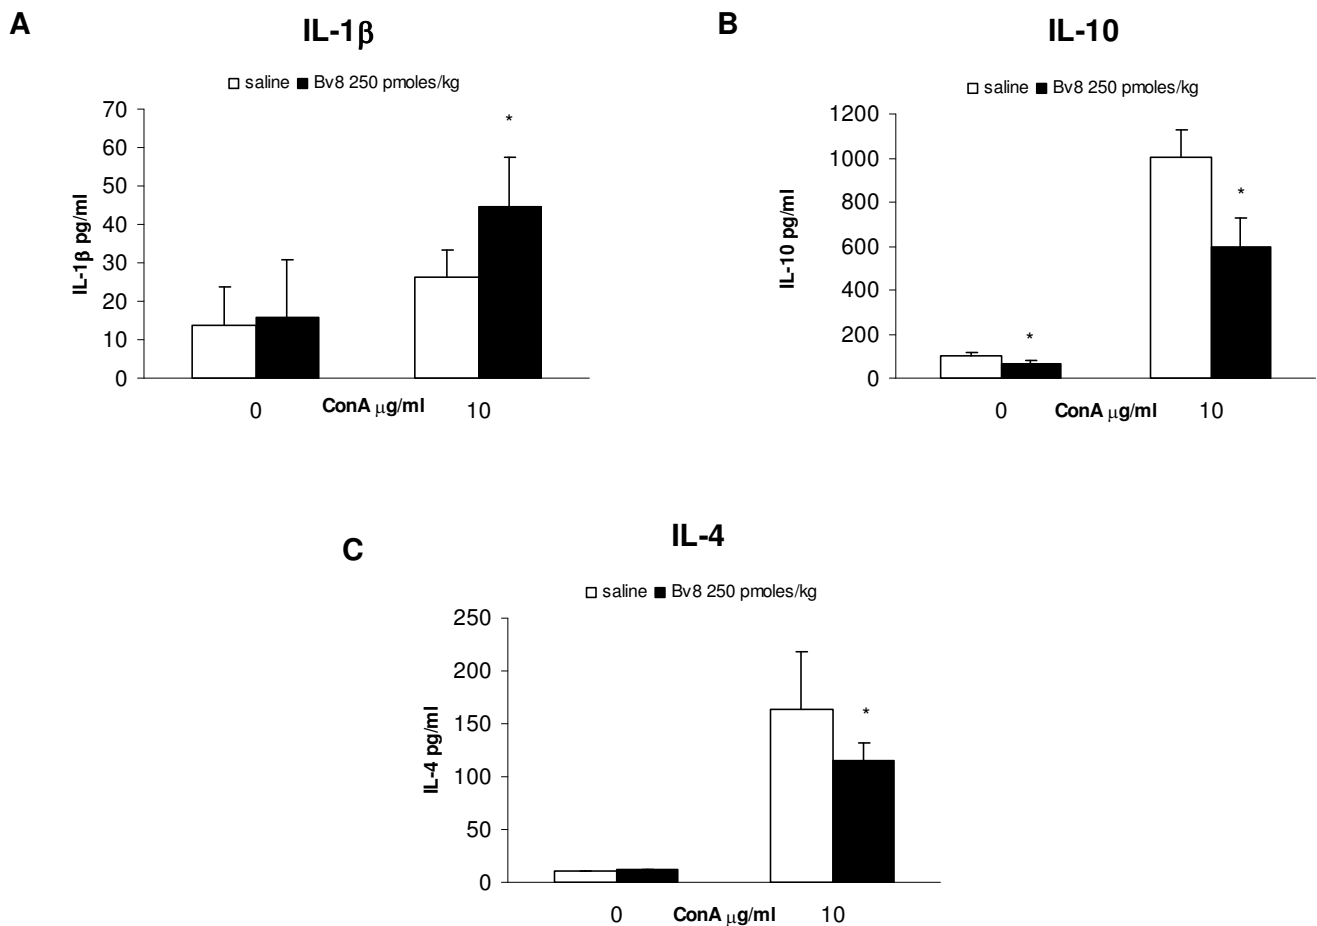 A
IL-1β
saline Bv8 250 pmoles/kg
70
60
50
40
30
20
10
0
IL-1β pg/ml
*
0 ConA µg/ml 10
B
IL-10
saline Bv8 250 pmoles/kg
1200
1000
800
600
400
200
0
IL-10 pg/ml
*
*
0 ConA µg/ml 10
C
IL-4
saline Bv8 250 pmoles/kg
250
200
150
100
50
0
IL-4 pg/ml
*
0 ConA µg/ml 10